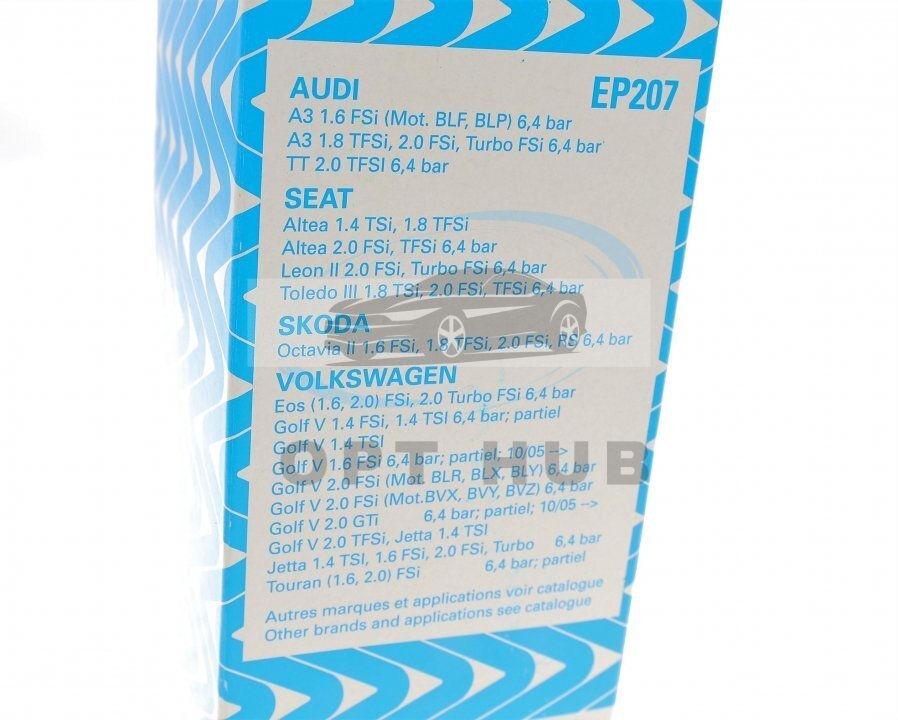 AUDI
EP207
A3 1.6 FSi (Mot. BLF, BLP) 6,4 bar
A3 1.8 TFSi, 2.0 FSi, Turbo FSi 6,4 bar
TT 2.0 TFSI 6,4 bar
SEAT
Altea 1.4 TSi, 1.8 TFSi
Altea 2.0 FSi, TFSi 6,4 bar
Leon II 2.0 FSi, Turbo FSi 6,4 bar
Toledo III 1.8 TSi, 2.0 FSi, TFSi 6,4 bar
SKODA
Octavia II 1.6 FSi, 1.8 TFSi, 2.0 FSi, RS 6,4 bar
VOLKSWAGEN
Eos (1.6, 2.0) FSi, 2.0 Turbo FSi 6,4 bar
Golf V 1.4 FSi, 1.4 TSI 6,4 bar; partiel
Golf V 1.4 TSI
Golf V 1.6 FSI 6,4 bar; partiel; 10/05 -->
Golf V 2.0 FSi (Mot. BLR, BLX, BLY) 6,4 bar
Golf V 2.0 FSi (Mot.BVX, BVY, BVZ) 6,4 bar
Golf V 2.0 GTi 6,4 bar; partiel; 10/05 -->
Golf V 2.0 TFSi, Jetta 1.4 TSI
Jetta 1.4 TSI, 1.6 FSi, 2.0 FSi, Turbo 6,4 bar
Touran (1.6, 2.0) FSi 6,4 bar; partiel
Autres marques et applications voir catalogue
Other brands and applications see catalogue
OPT HUB